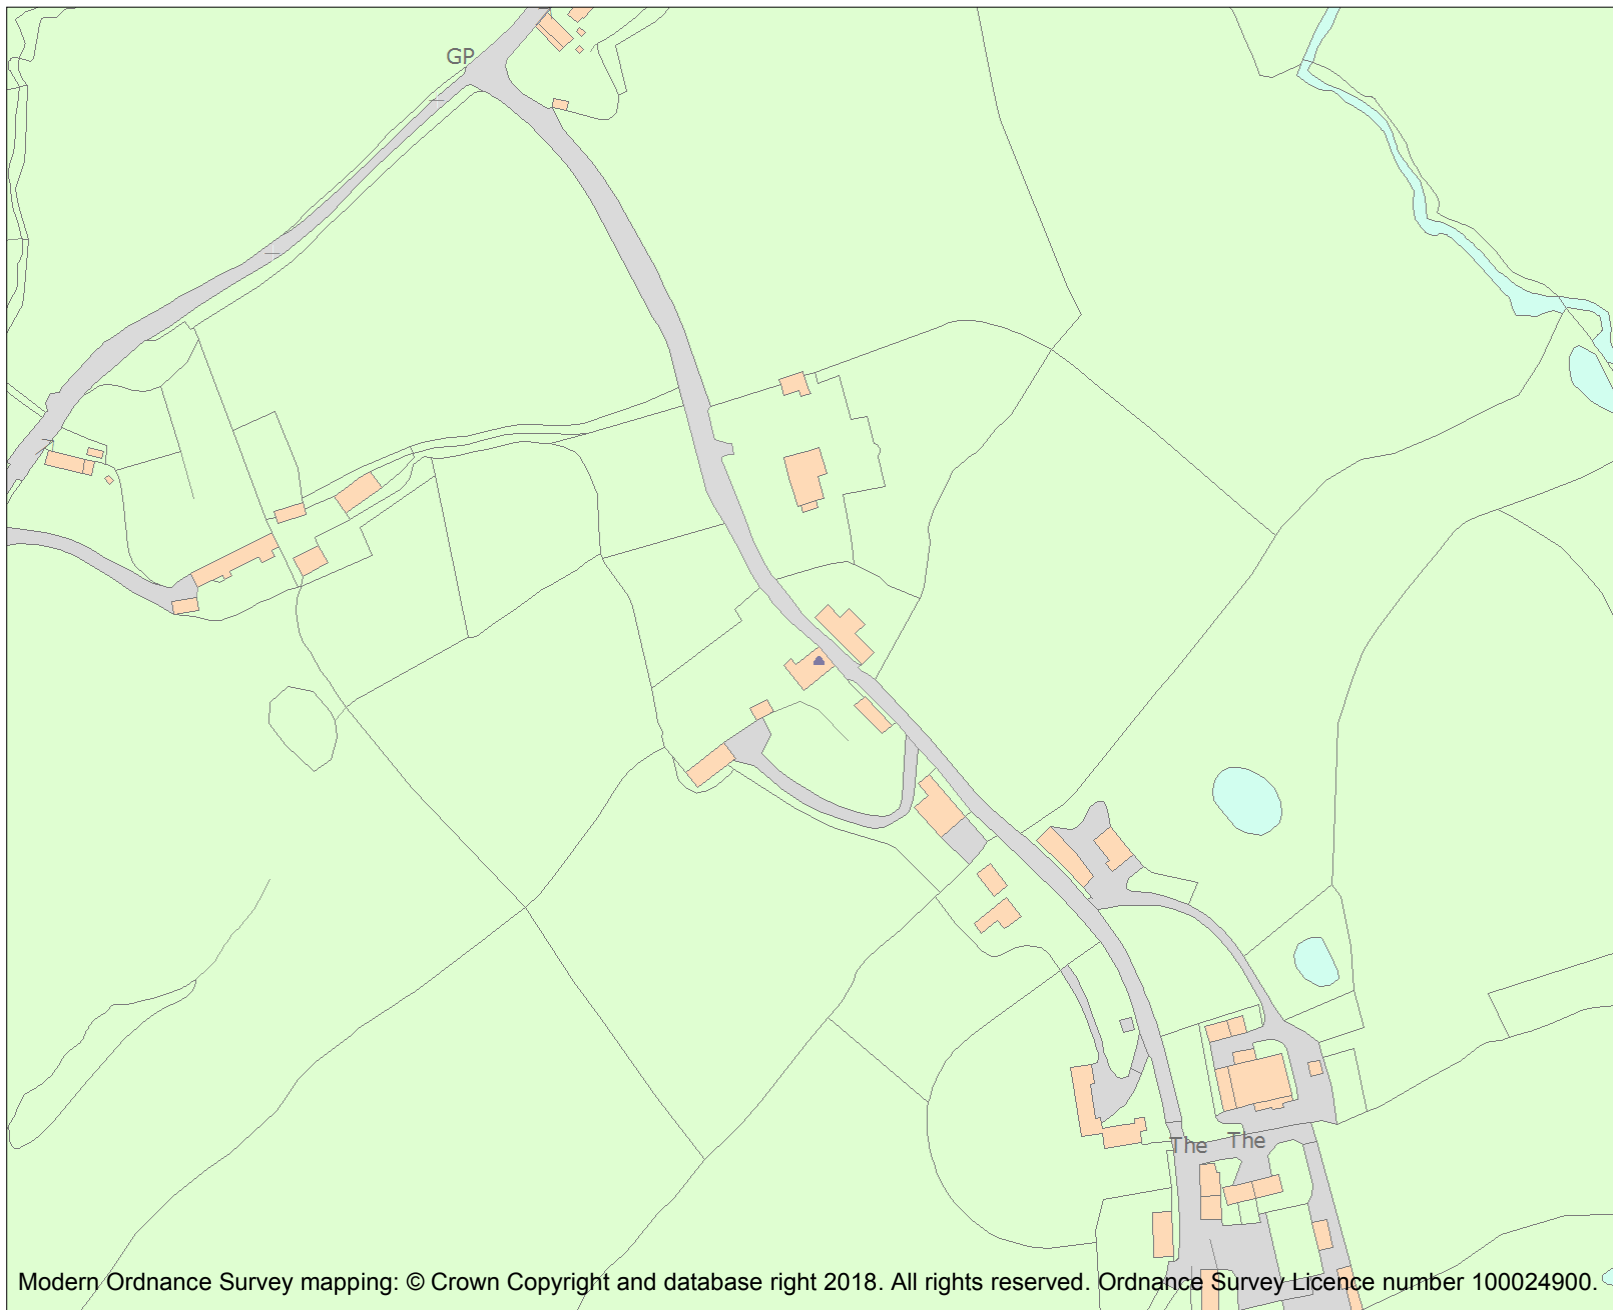 GP
The
The
Modern Ordnance Survey mapping: © Crown Copyright and database right 2018. All rights reserved. Ordnance Survey Licence number 100024900.